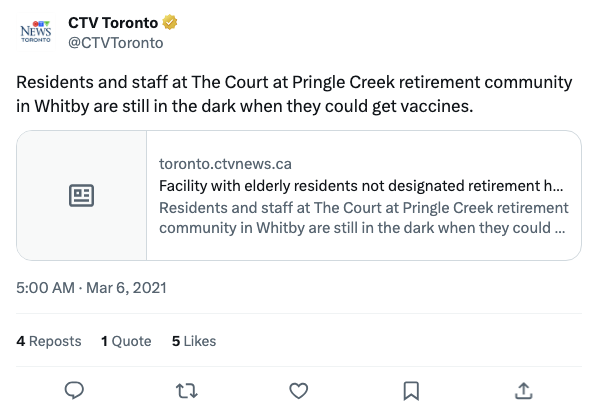 CTV Toronto
@CTVToronto
NEWS
TORONTO
Residents and staff at The Court at Pringle Creek retirement community
in Whitby are still in the dark when they could get vaccines.
toronto.ctvnews.ca
Facility with elderly residents not designated retirement h...
Residents and staff at The Court at Pringle Creek retirement
community in Whitby are still in the dark when they could ...
5:00 AM · Mar 6, 2021
4 Reposts 1 Quote 5 Likes